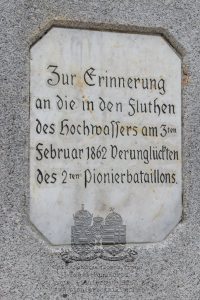 Zur Erinnerung
an die in den Fluthen
des Hochwassers am 3ten
Februar 1862 Verunglückten
des 2ten Pionierbataillons.